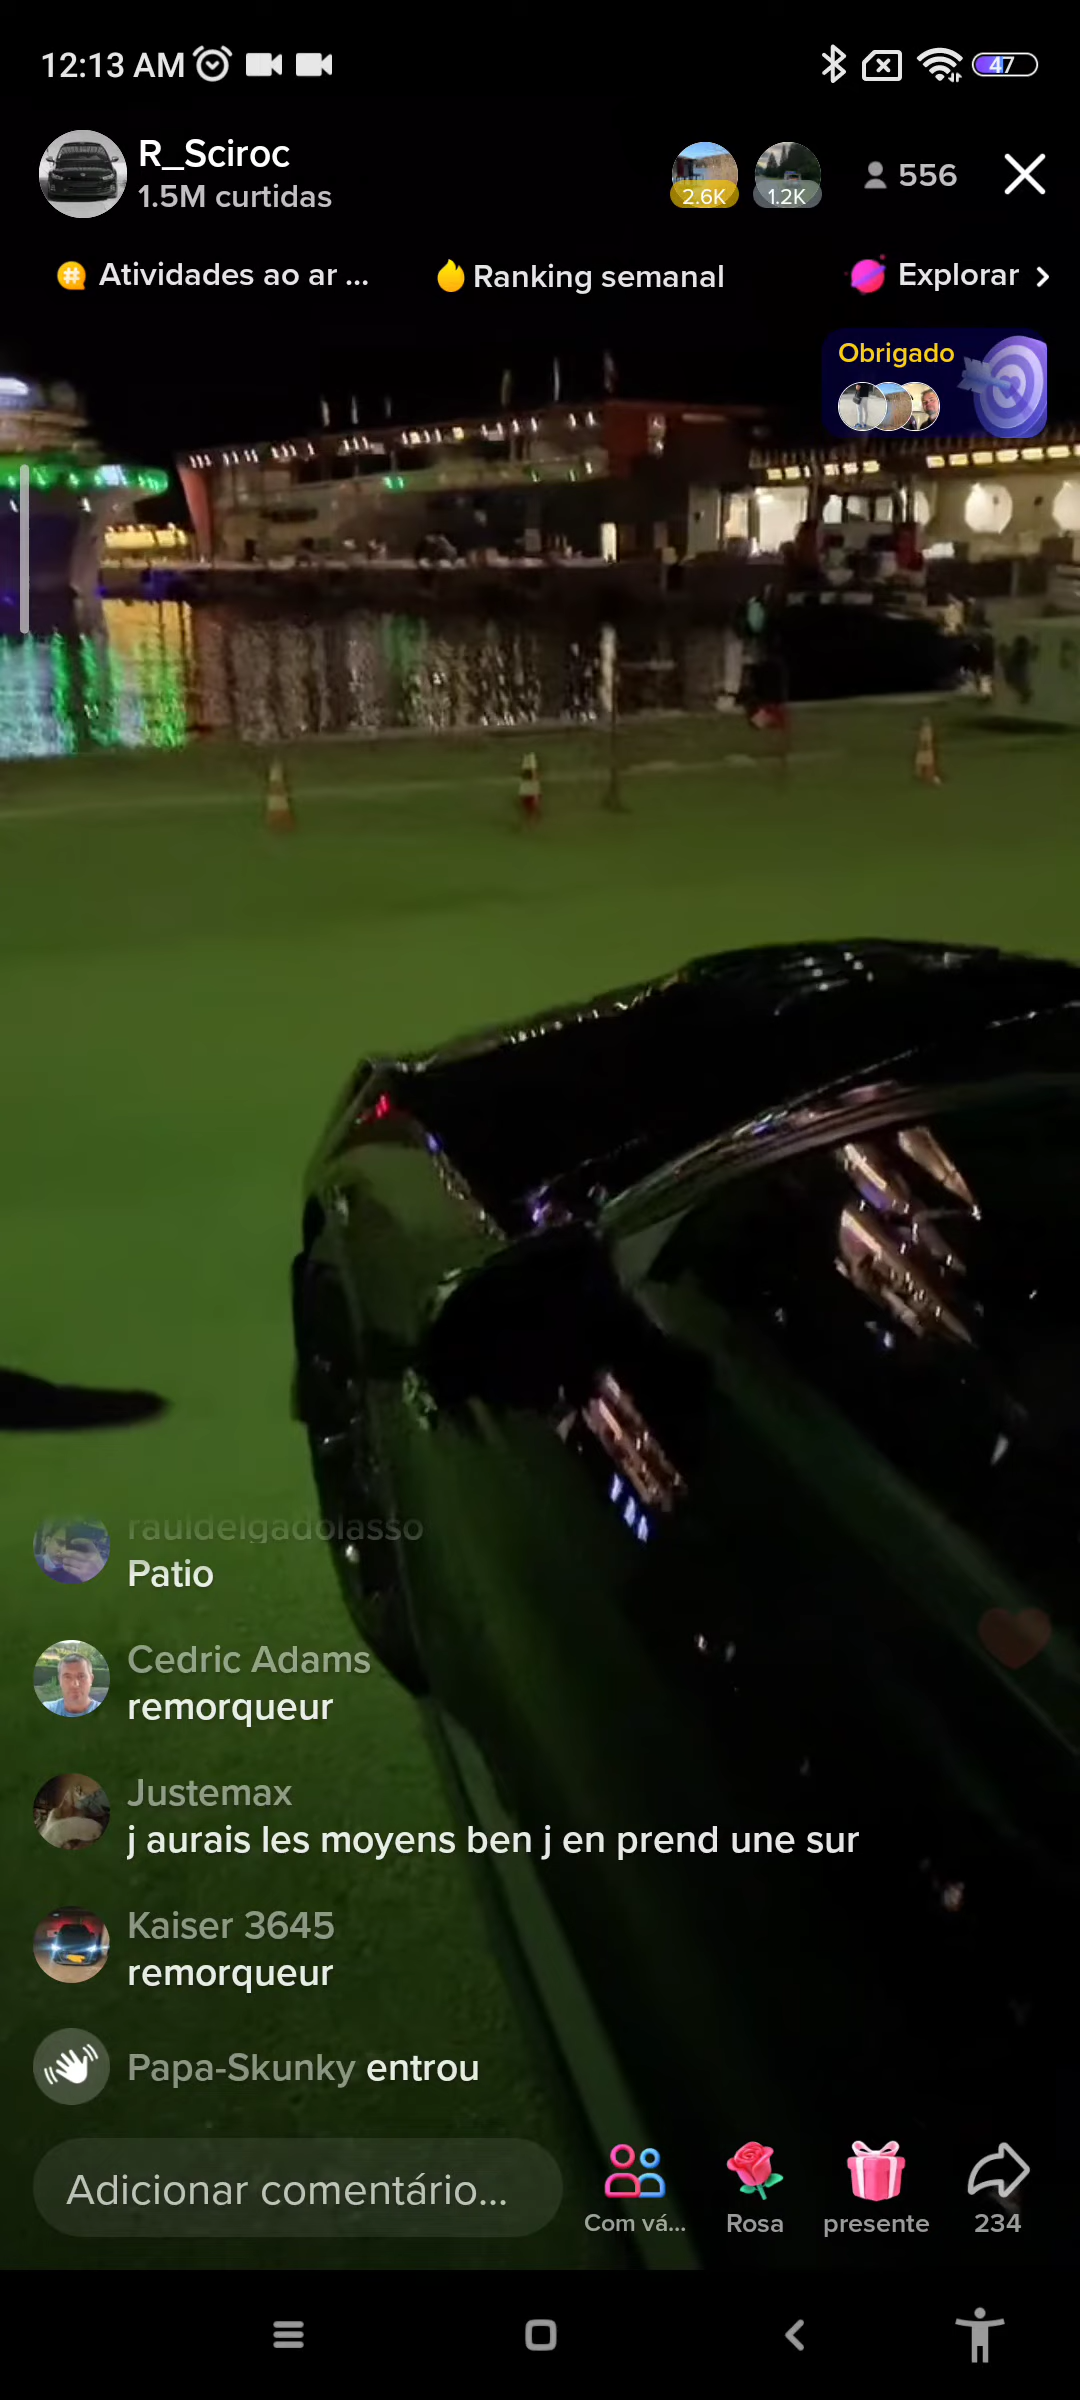 12:13 AM
47
R_Sciroc
1.5M curtidas
2.6K
1.2K
556
Atividades ao ar ...
Ranking semanal
Explorar
Obrigado
rauldelgadolasso
Patio
Cedric Adams
remorqueur
Justemax
j aurais les moyens ben j en prend une sur
Kaiser 3645
remorqueur
Papa-Skunky entrou
Adicionar comentário...
Com vá...
Rosa
presente
234